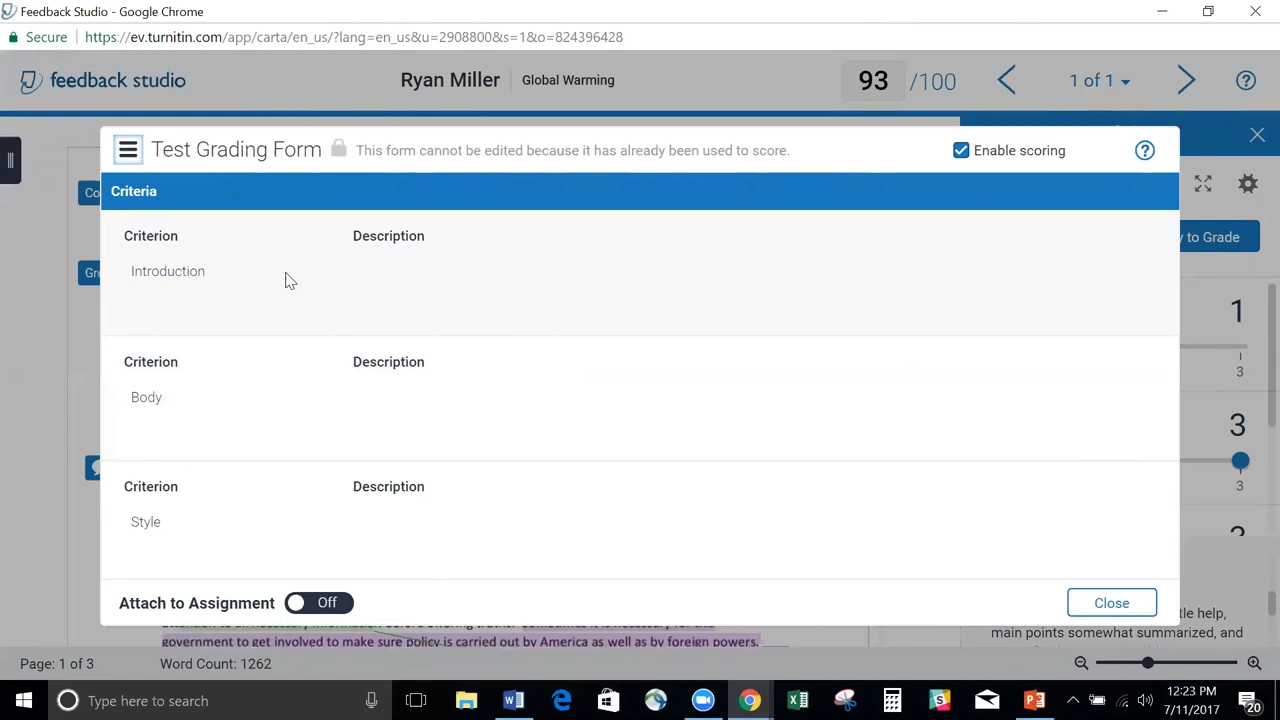 Feedback Studio - Google Chrome
Secure https://ev.turnitin.com/app/carta/en_us/?lang=en_us&u=2908800&s=1&o=824396428
feedback studio Ryan Miller Global Warming 93 /100 1 of 1
Test Grading Form This form cannot be edited because it has already been used to score. Enable scoring
Criteria
Co
Criterion Description
y to Grade
Introduction
Gr
1
3
Criterion Description
Body
3
3
Criterion Description
Style
Attach to Assignment Off Close
tle help,
main points somewhat summarized, and
government to get involved to make sure policy is carried out by America as well as by foreign powers.
Page: 1 of 3 Word Count: 1262
Type here to search
12:23 PM
7/11/2017
20